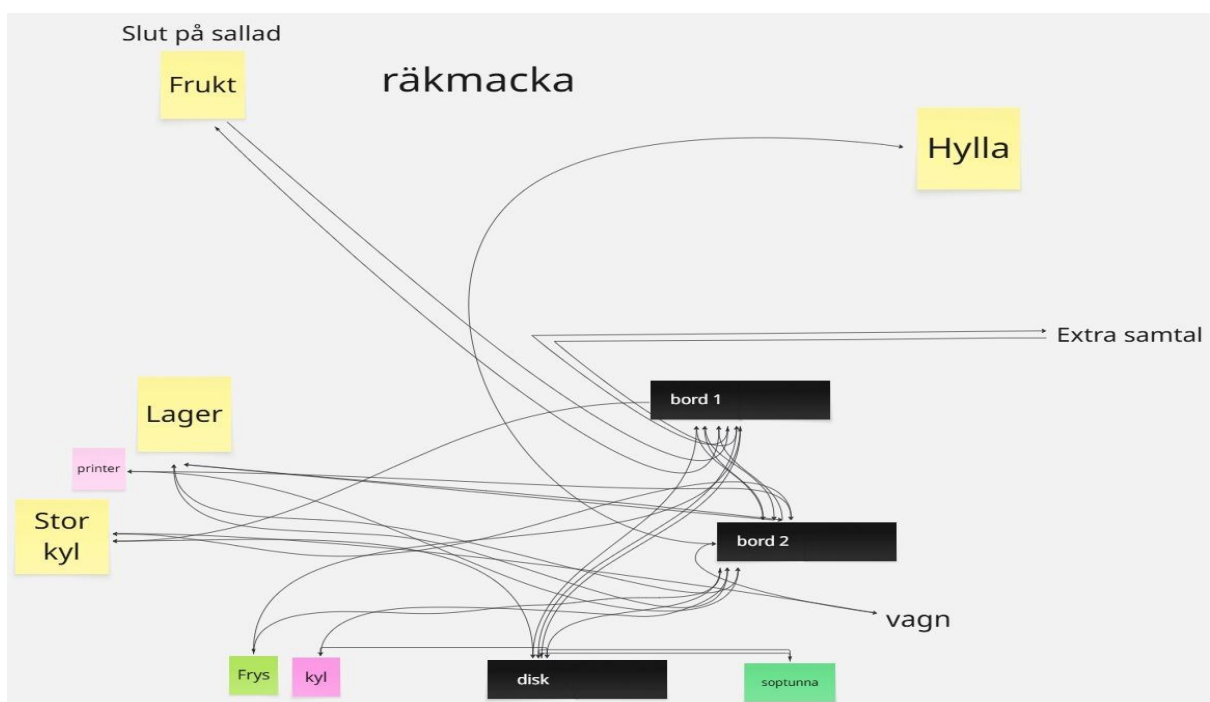 Slut på sallad
Frukt
räkmacka
Hylla
Extra samtal
bord 1
Lager
printer
Stor
kyl
bord 2
vagn
Frys
kyl
disk
soptunna